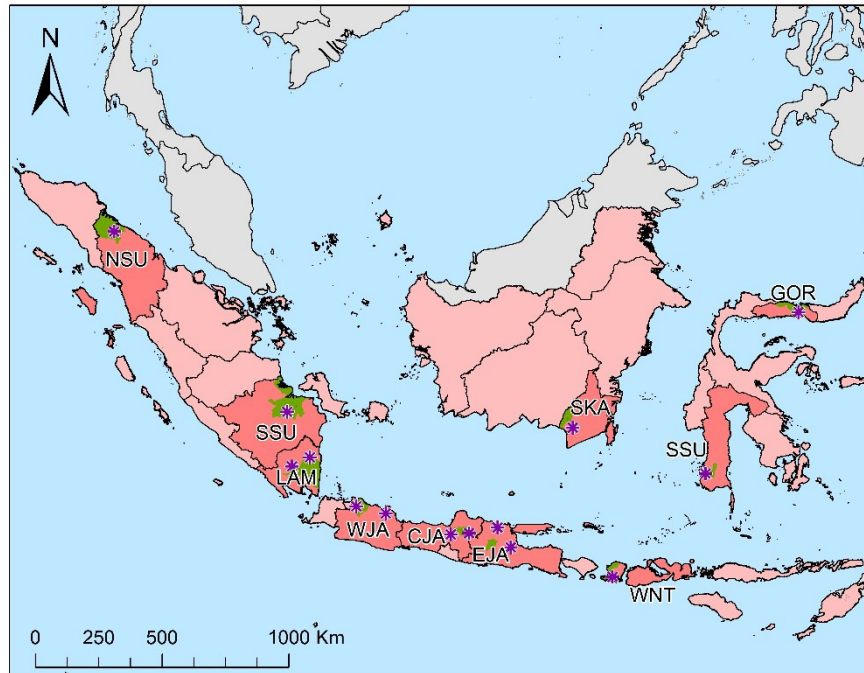 N
NSU
GOR
SKA
SSU
SSU
LAM
WJA
CJA
EJA
WNT
0 250 500 1000 Km